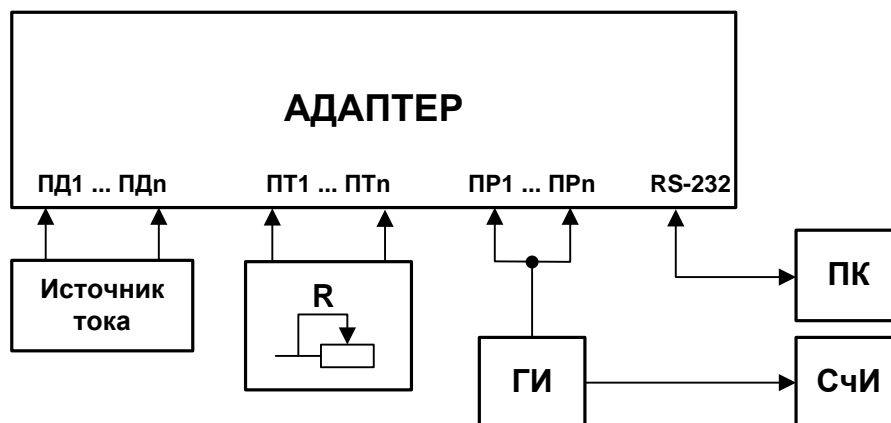 АДАПТЕР
ПД1 ... ПДn ПТ1 ... ПТn ПР1 ... ПРn RS-232
Источник
тока
R
ПК
ГИ
СчИ